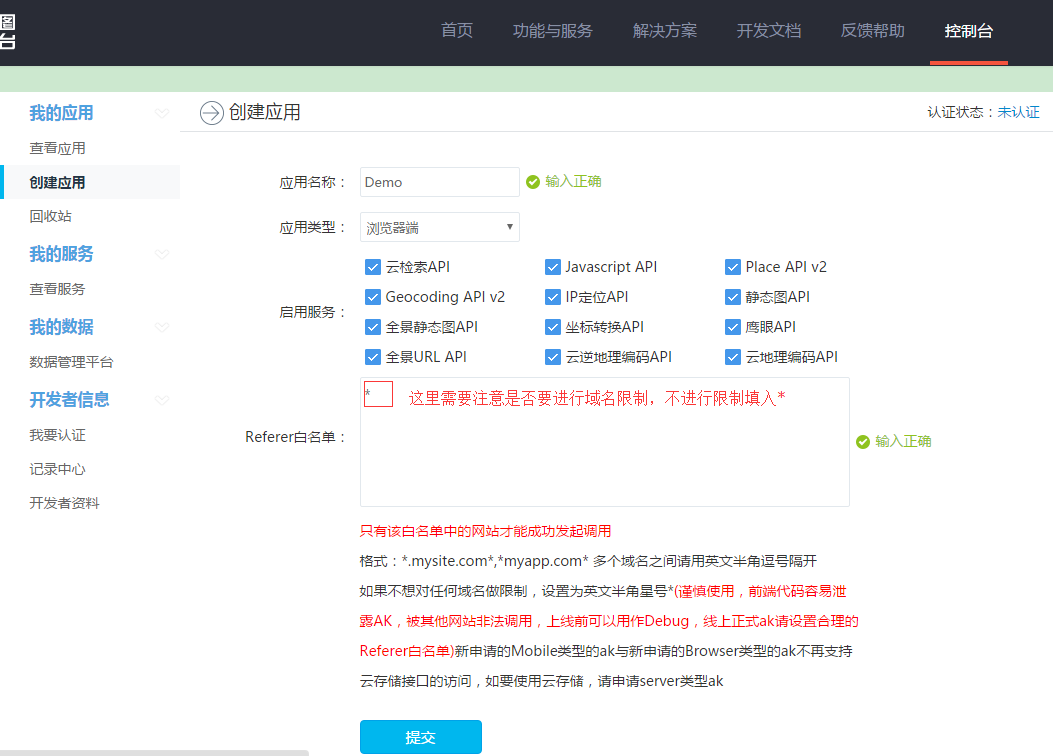 图
台
首页 功能与服务 解决方案 开发文档 反馈帮助 控制台
我的应用
查看应用
创建应用
回收站
我的服务
查看服务
我的数据
数据管理平台
开发者信息
我要认证
记录中心
开发者资料
创建应用 认证状态：未认证
应用名称： Demo 输入正确
应用类型： 浏览器端
启用服务：
云检索API Javascript API Place API v2
Geocoding API v2 IP定位API 静态图API
全景静态图API 坐标转换API 鹰眼API
全景URL API 云逆地理编码API 云地理编码API
Referer白名单：
* 这里需要注意是否要进行域名限制，不进行限制填入*
输入正确
只有该白名单中的网站才能成功发起调用
格式：*.mysite.com*,*myapp.com* 多个域名之间请用英文半角逗号隔开
如果不想对任何域名做限制，设置为英文半角星号*(谨慎使用，前端代码容易泄
露AK，被其他网站非法调用，上线前可以用作Debug，线上正式ak请设置合理的
Referer白名单)新申请的Mobile类型的ak与新申请的Browser类型的ak不再支持
云存储接口的访问，如要使用云存储，请申请server类型ak
提交